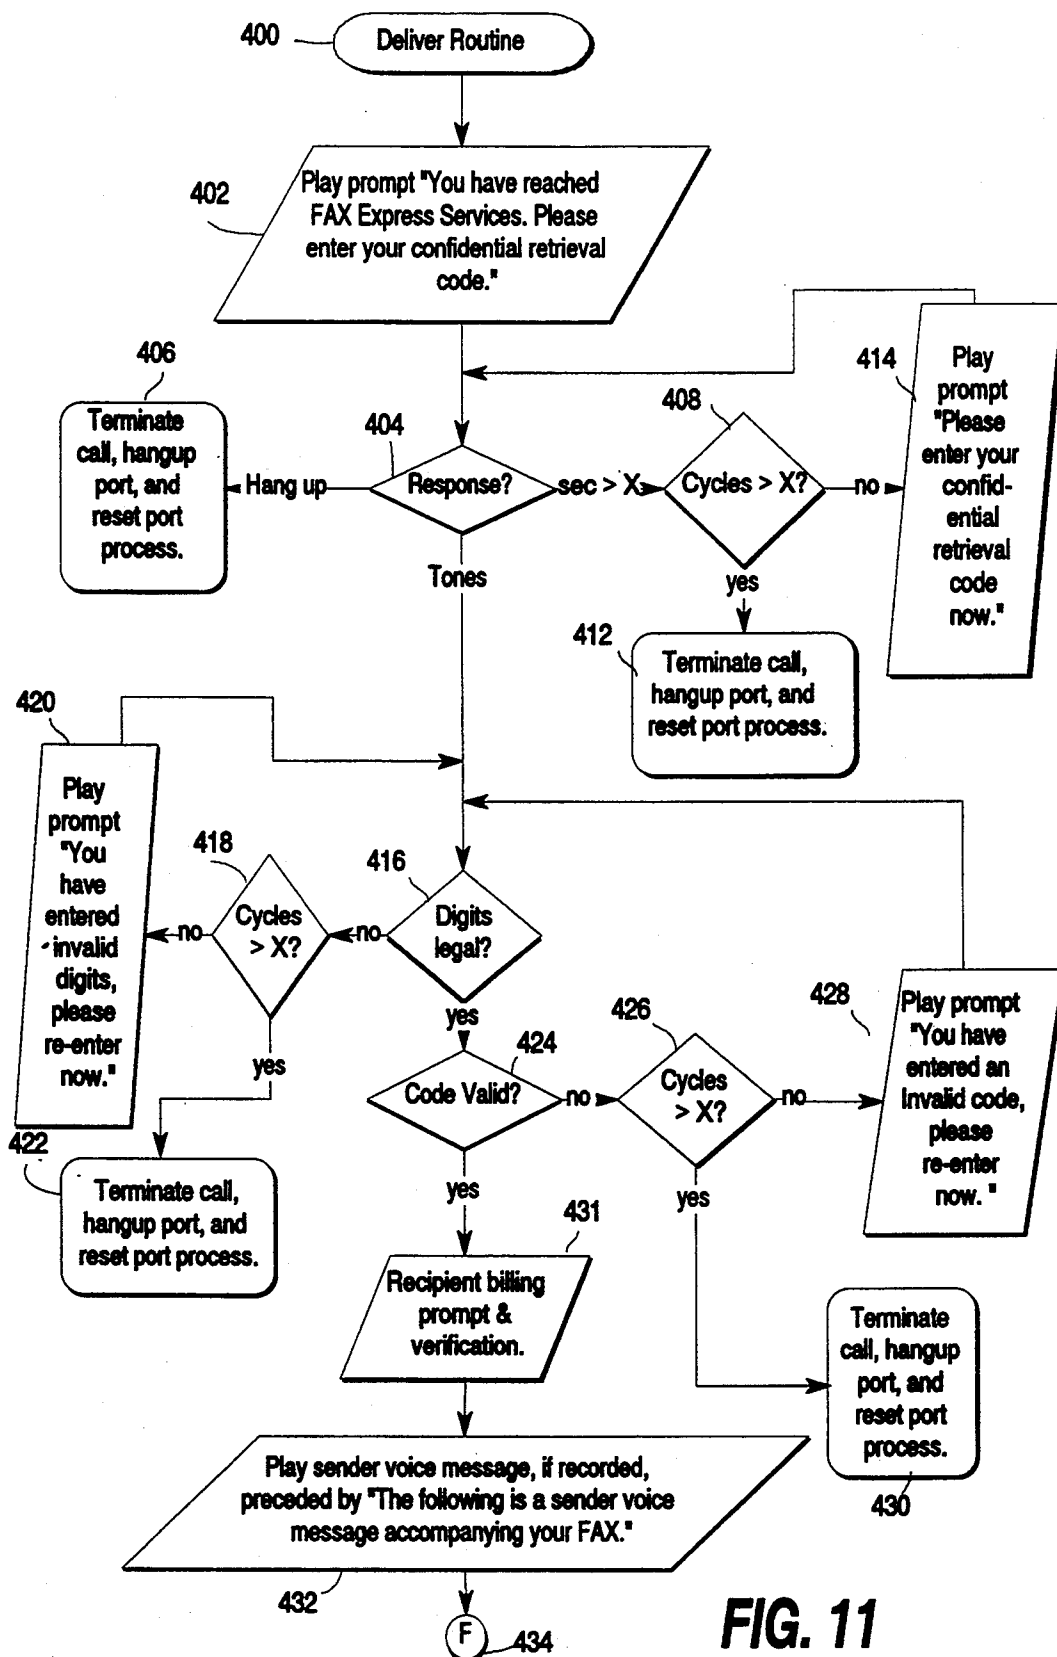 400
Deliver Routine
402
Play prompt "You have reached
FAX Express Services. Please
enter your confidential retrieval
code."
406
Terminate
call, hangup
port, and
reset port
process.
Hang up
404
Response?
sec > X
408
Cycles > X?
no
414
Play
prompt
"Please
enter your
confid-
ential
retrieval
code
now."
Tones
yes
412
Terminate call,
hangup port, and
reset port process.
420
Play
prompt
"You
have
entered
invalid
digits,
please
re-enter
now."
no
418
Cycles
> X?
no
416
Digits
legal?
yes
yes
422
Terminate call,
hangup port, and
reset port process.
424
Code Valid?
no
426
Cycles
> X?
no
428
Play prompt
"You have
entered an
Invalid code,
please
re-enter
now. "
yes
yes
431
Recipient billing
prompt &
verification.
Terminate
call, hangup
port, and
reset port
process.
430
Play sender voice message, if recorded,
preceded by "The following is a sender voice
message accompanying your FAX."
432
F
434
FIG. 11